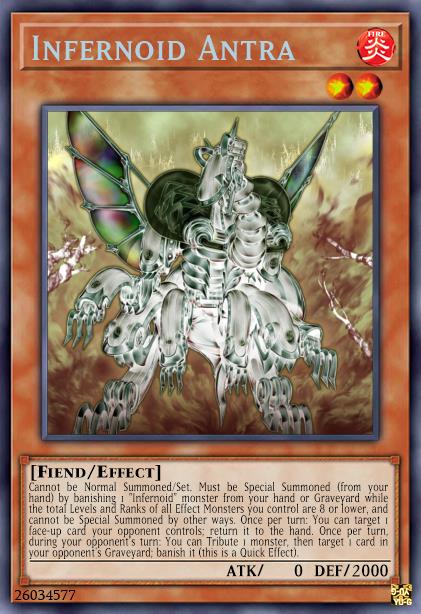 INFERNOID ANTRA
FIRE
炎
[FIEND/EFFECT]
Cannot be Normal Summoned/Set. Must be Special Summoned (from your
hand) by banishing 1 "Infernoid" monster from your hand or Graveyard while
the total Levels and Ranks of all Effect Monsters you control are 8 or lower, and
cannot be Special Summoned by other ways. Once per turn: You can target 1
face-up card your opponent controls; return it to the hand. Once per turn,
during your opponent's turn: You can Tribute 1 monster, then target 1 card in
your opponent's Graveyard; banish it (this is a Quick Effect).
ATK/ 0 DEF/2000
26034577